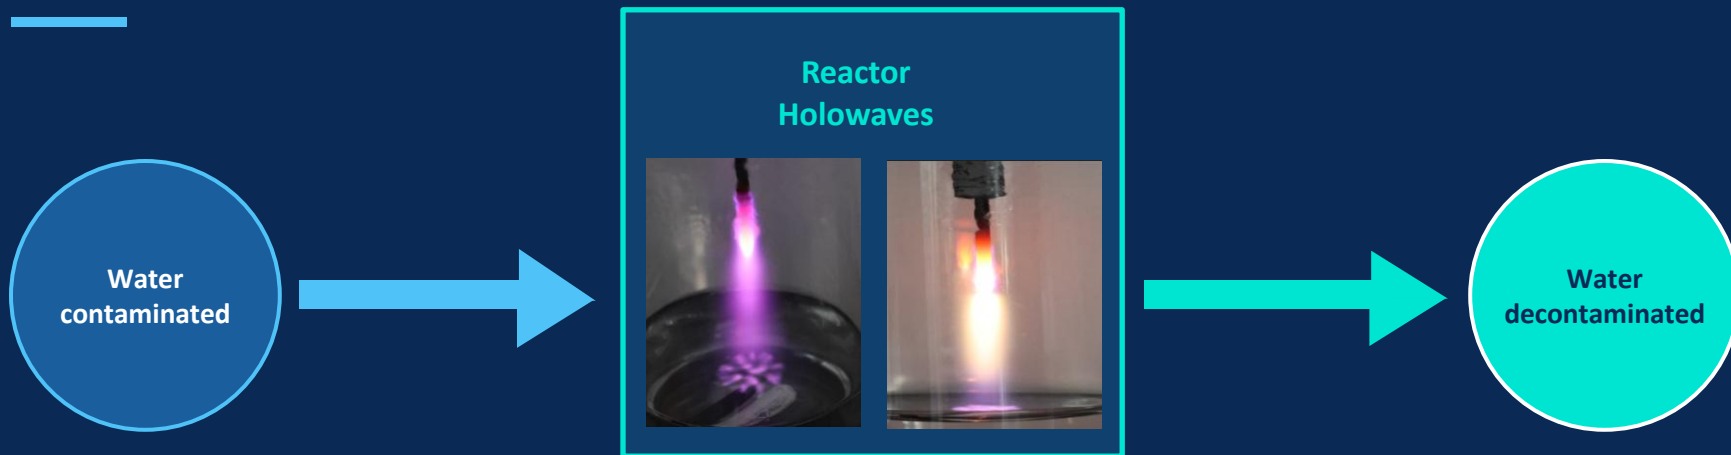 Reactor
Holowaves
Water
contaminated
Water
decontaminated